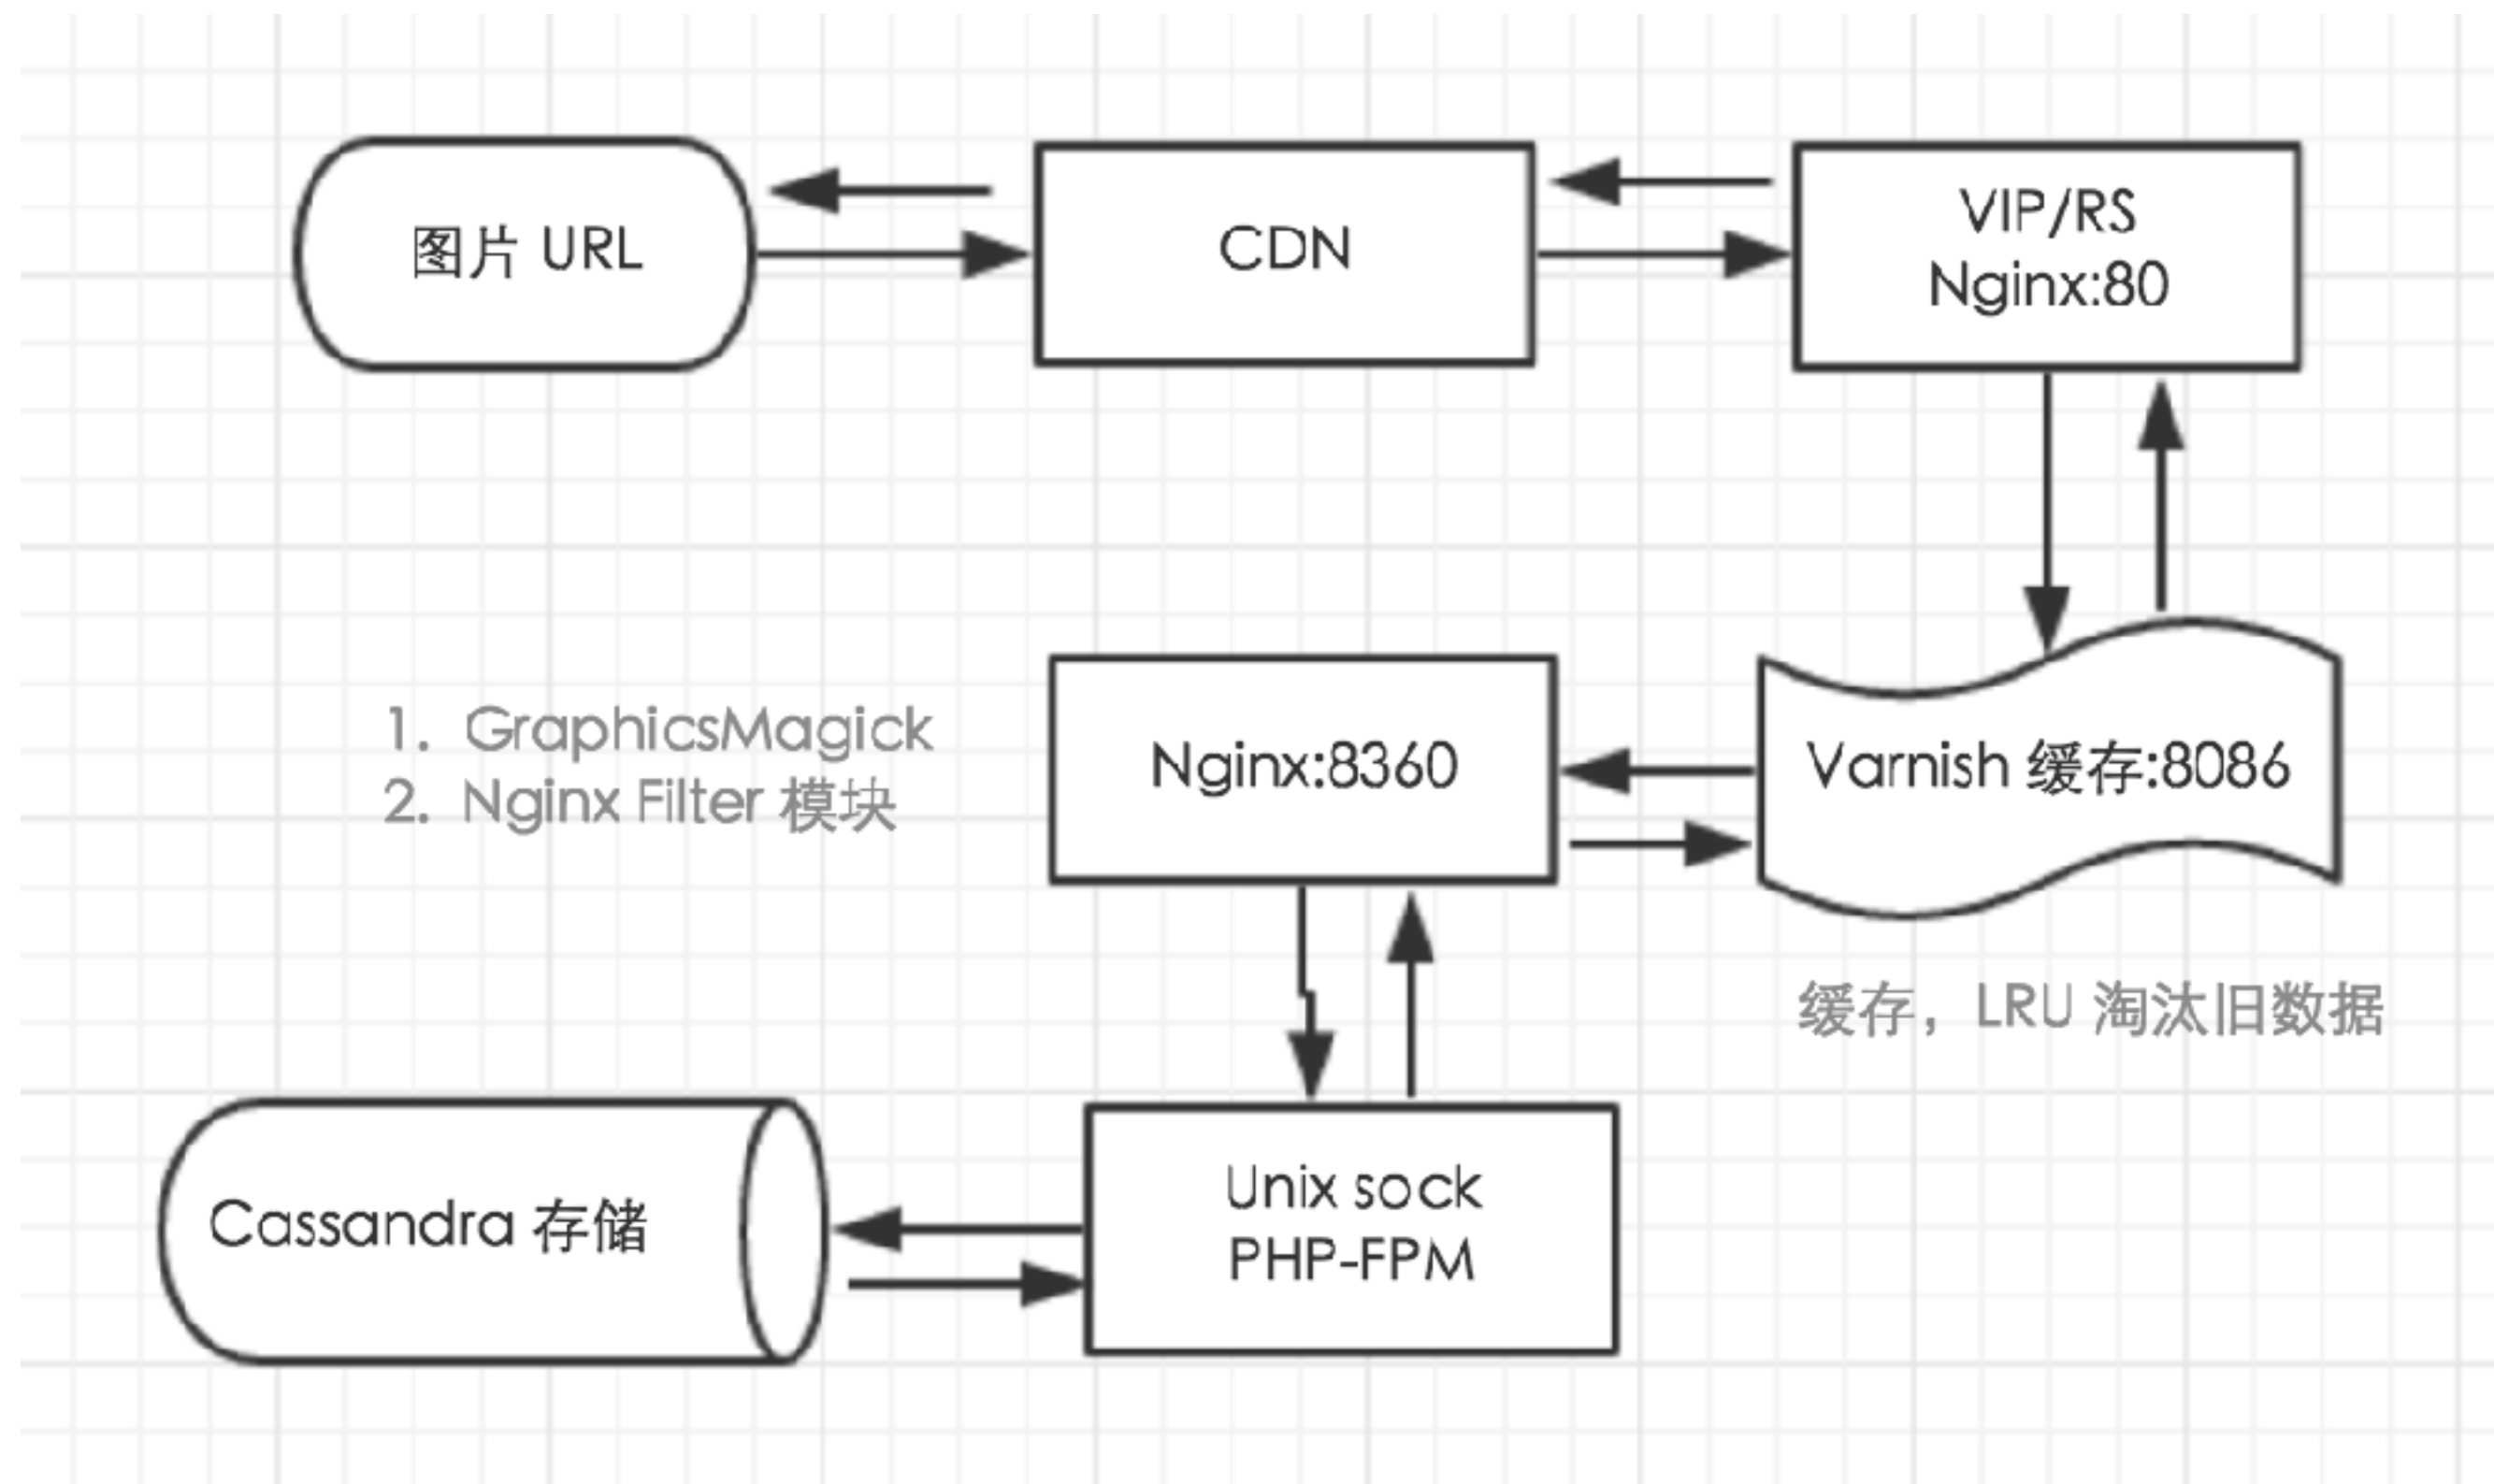 图片 URL
CDN
VIP/RS
Nginx:80
1. GraphicsMagick
2. Nginx Filter 模块
Nginx:8360
Varnish 缓存:8086
缓存，LRU 淘汰旧数据
Cassandra 存储
Unix sock
PHP-FPM